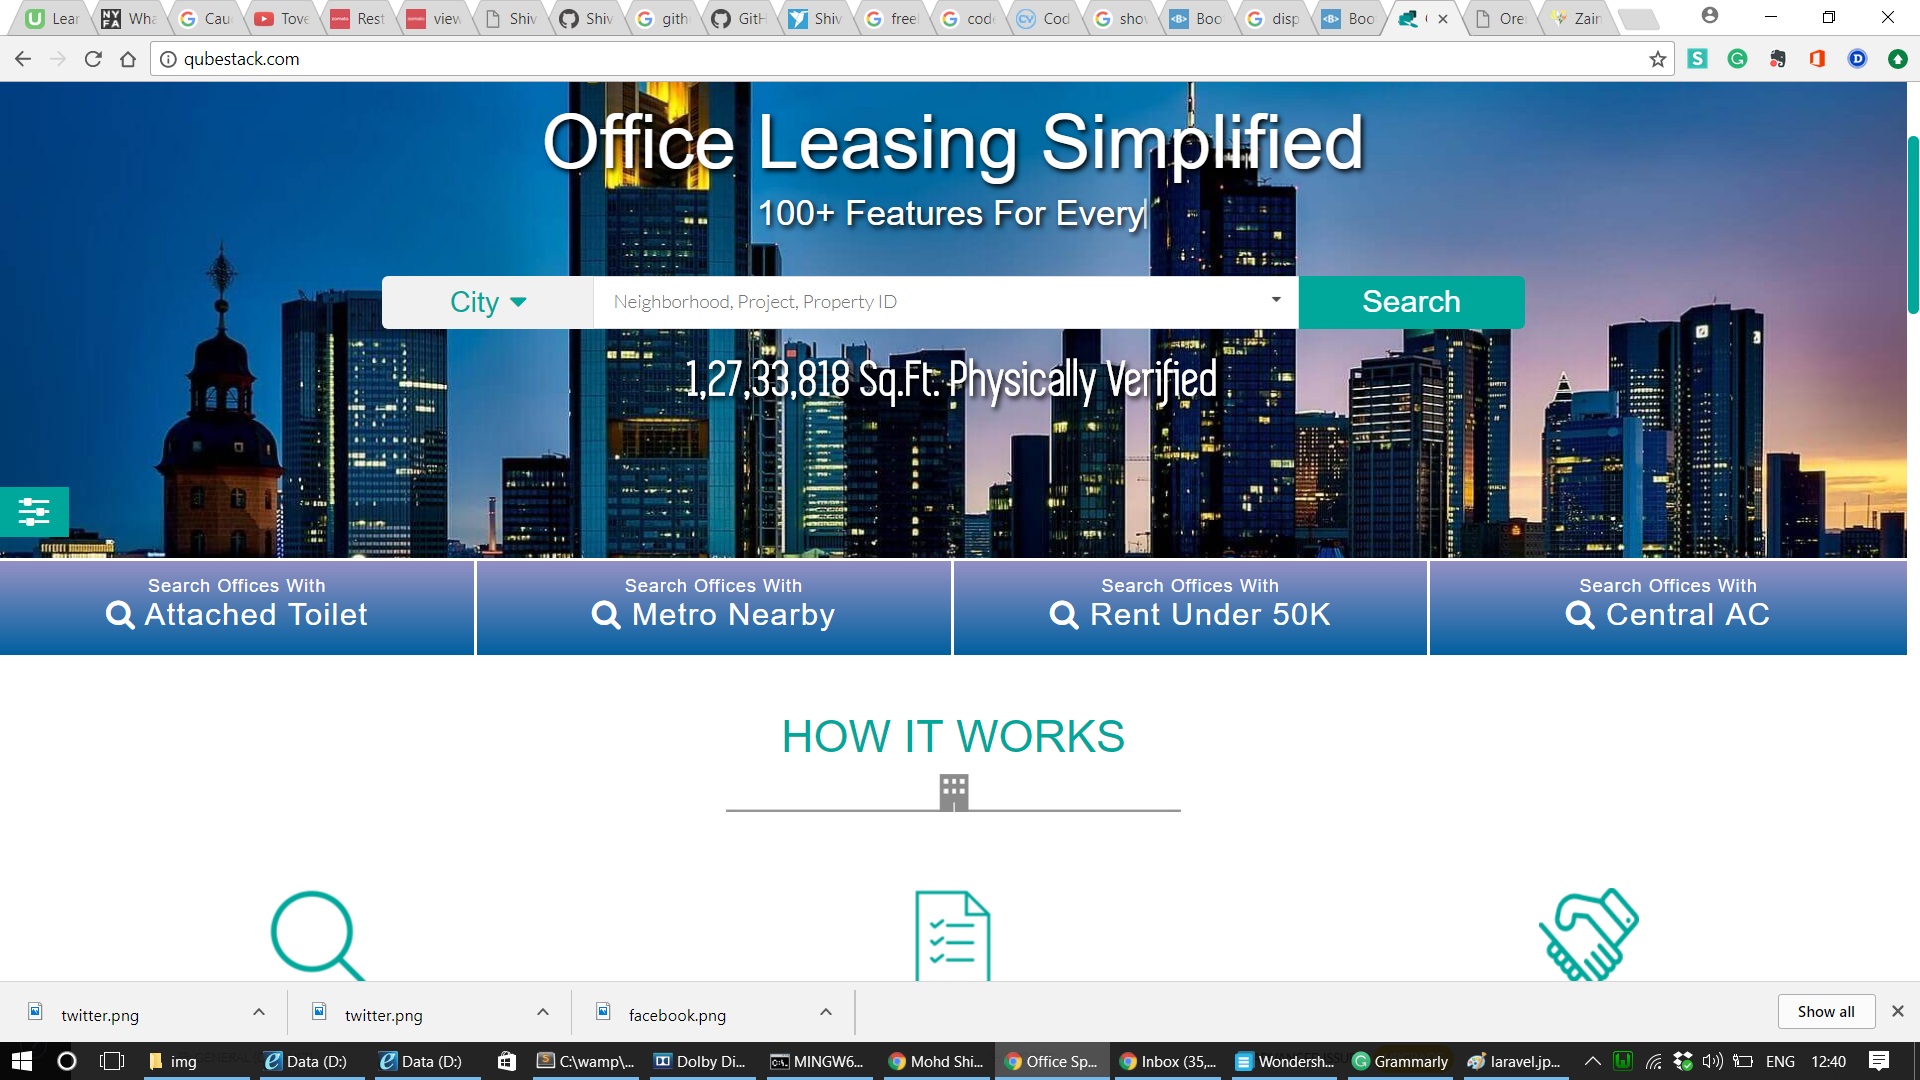 Lear
NYFA Wha
Cau
Tove
Rest
view
Shiv
Shiv
gith
GitH
Shiv
free
cod
Cod
sho
Boo
disp
Boo
Ore
Zain
qubestack.com
Office Leasing Simplified
100+ Features For Every
City
Neighborhood, Project, Property ID
Search
1,27,33,818 Sq.Ft. Physically Verified
Search Offices With
Attached Toilet
Search Offices With
Metro Nearby
Search Offices With
Rent Under 50K
Search Offices With
Central AC
HOW IT WORKS
twitter.png
twitter.png
facebook.png
Show all
img
Data (D:)
Data (D:)
C:\wamp\...
Dolby Di...
MINGW6...
Mohd Shi...
Office Sp...
Inbox (35,...
Wondersh...
Grammarly
laravel.jp...
ENG
12:40